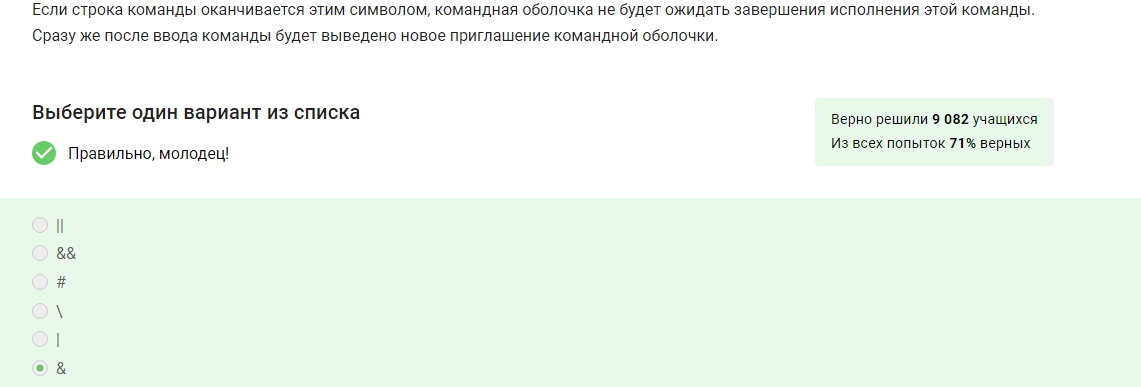 Если строка команды оканчивается этим символом, командная оболочка не будет ожидать завершения исполнения этой команды.
Сразу же после ввода команды будет выведено новое приглашение командной оболочки.
Выберите один вариант из списка
Верно решили 9 082 учащихся
Из всех попыток 71% верных
Правильно, молодец!
||
&&
#
\
|
&